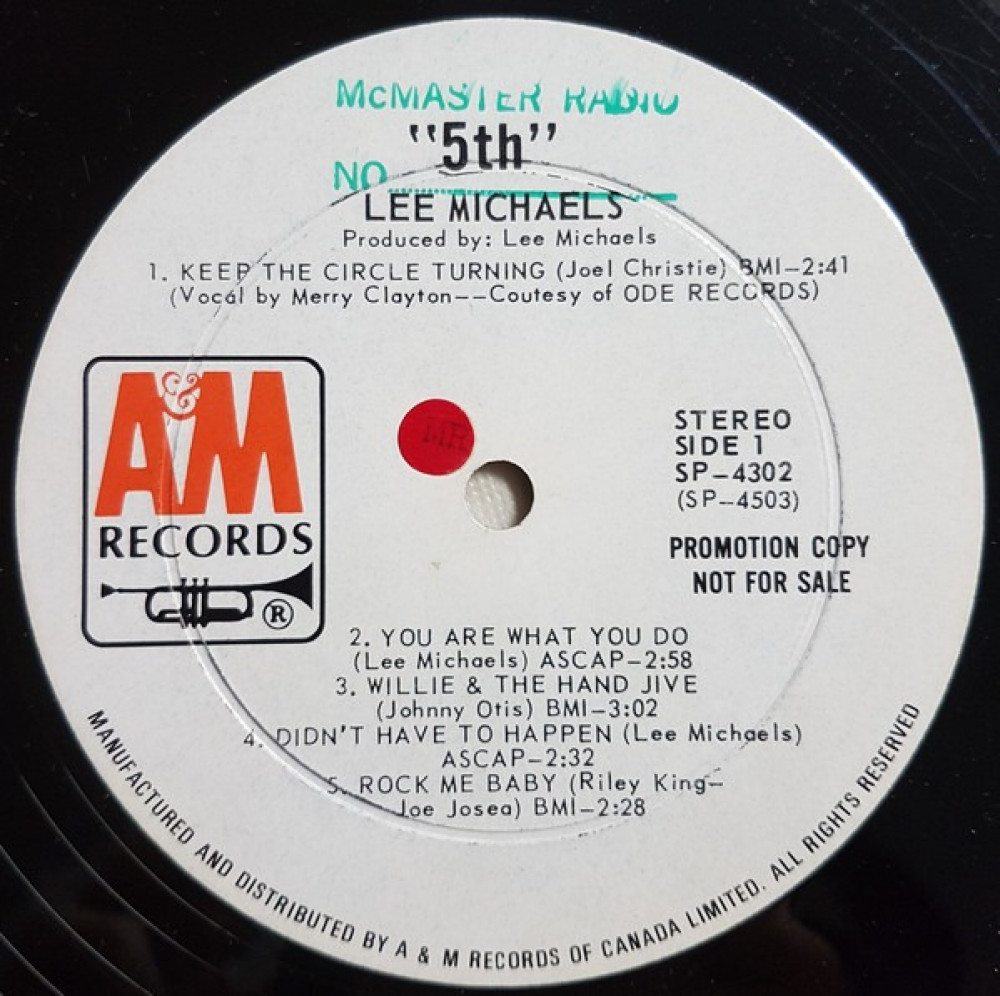 McMASTER RADIO
"5th"
NO
LEE MICHAELS
Produced by: Lee Michaels
1. KEEP THE CIRCLE TURNING (Joel Christie) BMI—2:41
(Vocal by Merry Clayton--Coutesy of ODE RECORDS)
A&M
RECORDS
®
STEREO
SIDE 1
SP—4302
(SP—4503)
PROMOTION COPY
NOT FOR SALE
2. YOU ARE WHAT YOU DO
(Lee Michaels) ASCAP—2:58
3. WILLIE & THE HAND JIVE
(Johnny Otis) BMI—3:02
4. DIDN'T HAVE TO HAPPEN (Lee Michaels)
ASCAP—2:32
5. ROCK ME BABY (Riley King—
Joe Josea) BMI—2:28
MANUFACTURED AND DISTRIBUTED BY A & M RECORDS OF CANADA LIMITED. ALL RIGHTS RESERVED